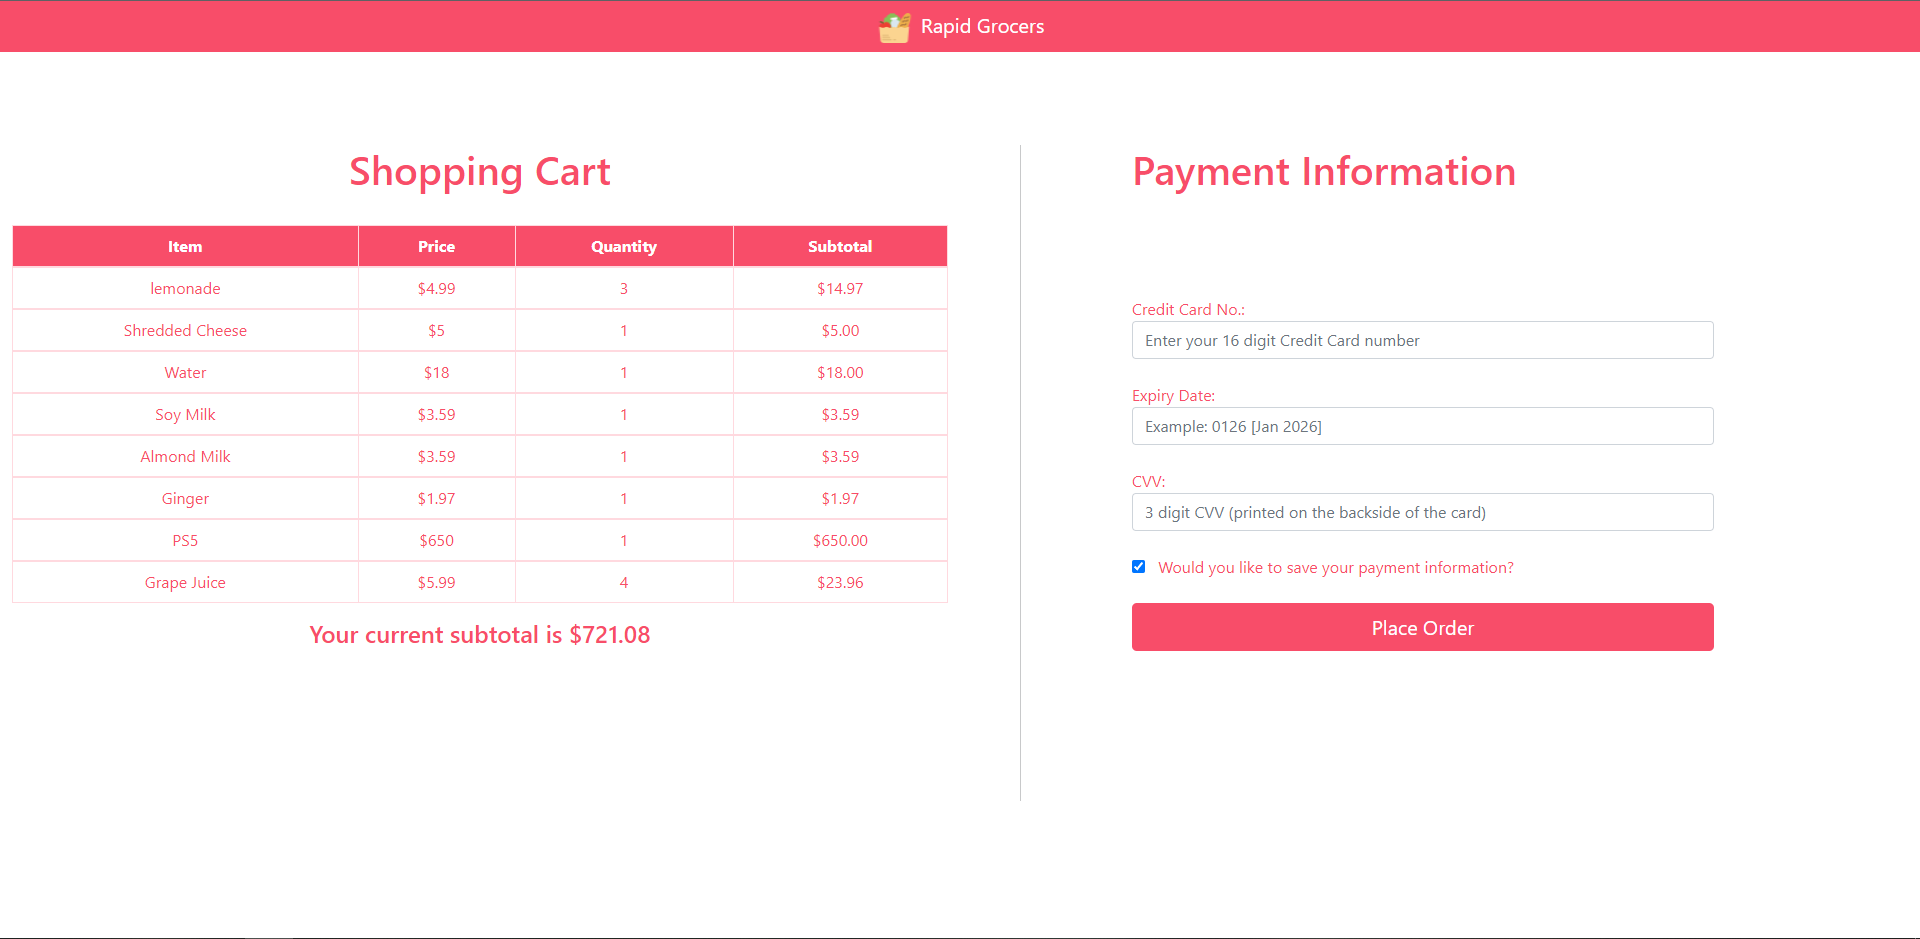 Rapid Grocers
Shopping Cart
Item Price Quantity Subtotal
lemonade $4.99 3 $14.97
Shredded Cheese $5 1 $5.00
Water $18 1 $18.00
Soy Milk $3.59 1 $3.59
Almond Milk $3.59 1 $3.59
Ginger $1.97 1 $1.97
PS5 $650 1 $650.00
Grape Juice $5.99 4 $23.96
Your current subtotal is $721.08
Payment Information
Credit Card No.:
Enter your 16 digit Credit Card number
Expiry Date:
Example: 0126 [Jan 2026]
CVV:
3 digit CVV (printed on the backside of the card)
Would you like to save your payment information?
Place Order